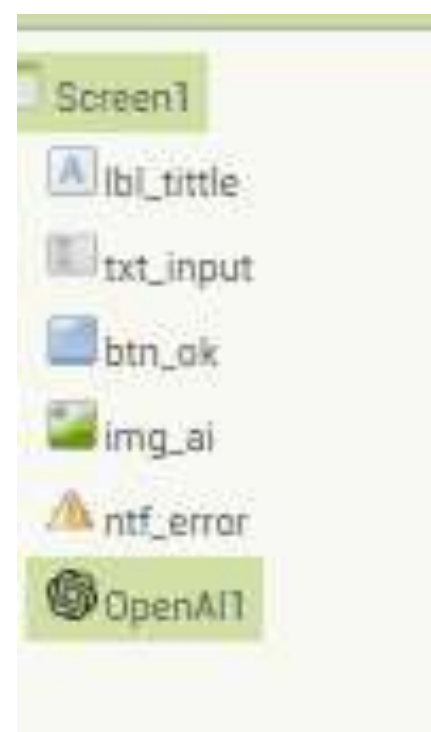 Screen1
lbl_tittle
txt_input
btn_ok
img_ai
ntf_error
OpenAI1